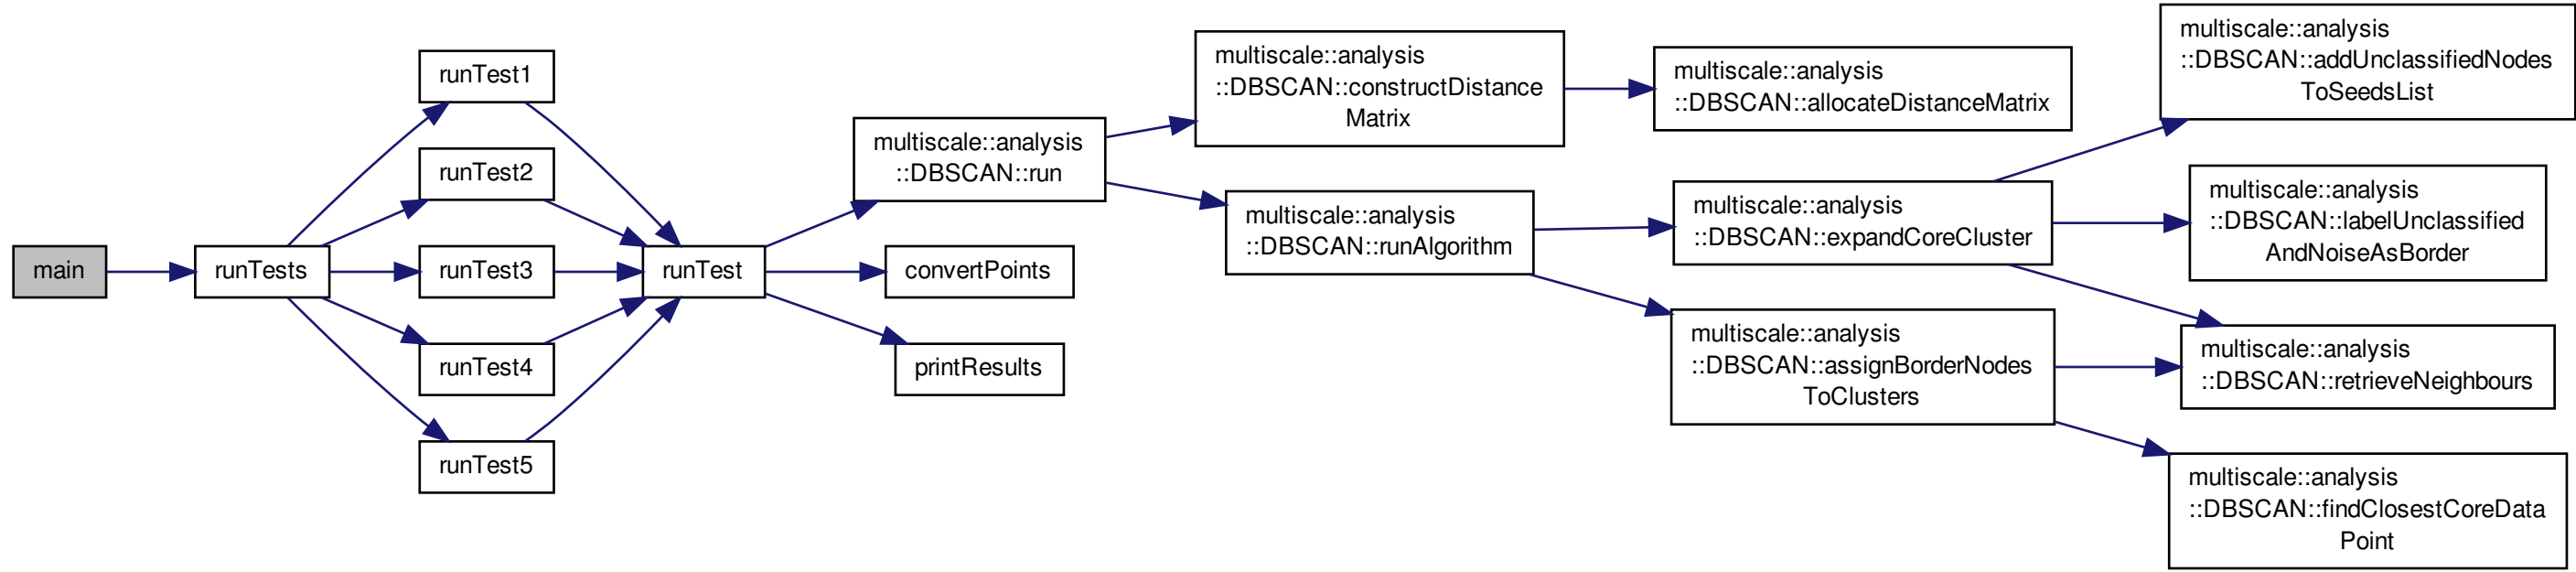 main
runTests
runTest1
runTest2
runTest3
runTest4
runTest5
runTest
multiscale::analysis
::DBSCAN::run
convertPoints
printResults
multiscale::analysis
::DBSCAN::constructDistance
Matrix
multiscale::analysis
::DBSCAN::runAlgorithm
multiscale::analysis
::DBSCAN::allocateDistanceMatrix
multiscale::analysis
::DBSCAN::expandCoreCluster
multiscale::analysis
::DBSCAN::assignBorderNodes
ToClusters
multiscale::analysis
::DBSCAN::addUnclassifiedNodes
ToSeedsList
multiscale::analysis
::DBSCAN::labelUnclassified
AndNoiseAsBorder
multiscale::analysis
::DBSCAN::retrieveNeighbours
multiscale::analysis
::DBSCAN::findClosestCoreData
Point